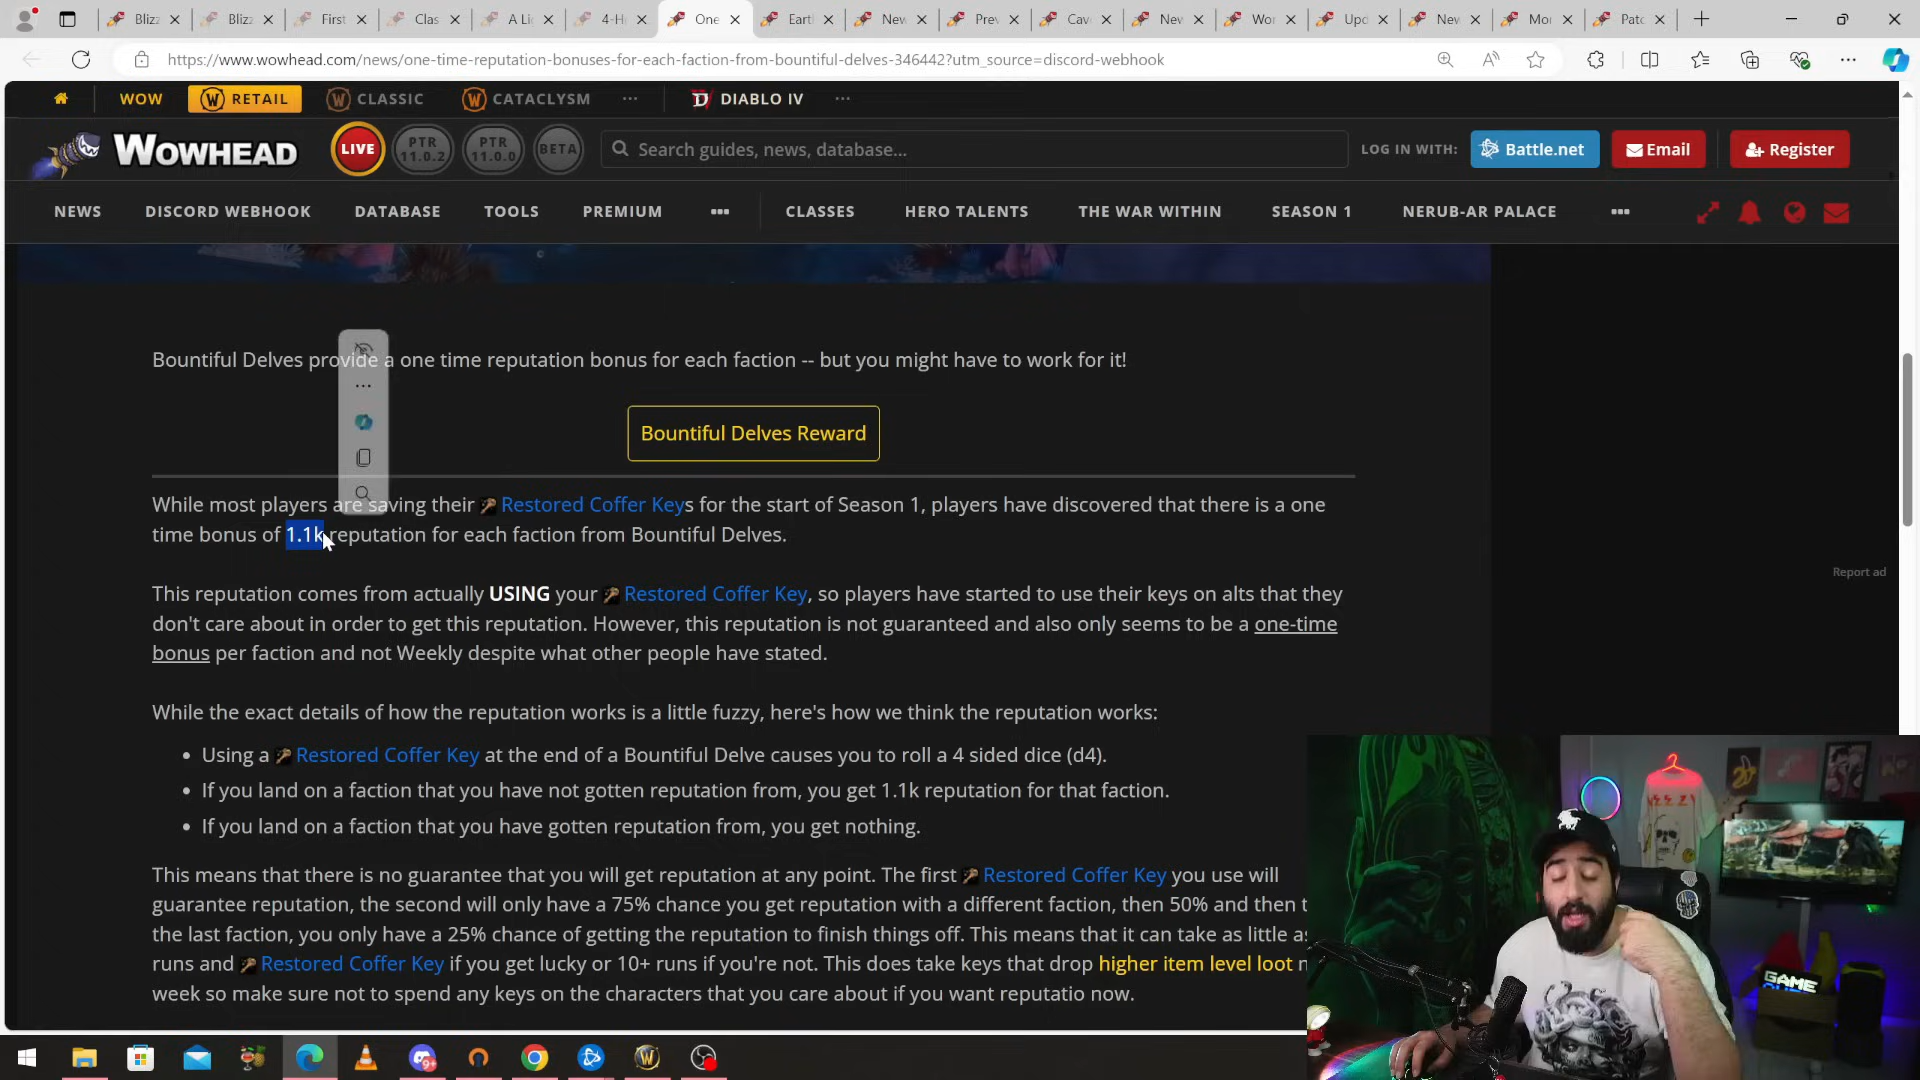 Blizz
Blizz
First
Clas
A Li
4-H
One
Eart
New
Prev
Cav
New
Wor
Upd
New
Mo
Patc
https://www.wowhead.com/news/one-time-reputation-bonuses-for-each-faction-from-bountiful-delves-346442?utm_source=discord-webhook
WOW
RETAIL
CLASSIC
CATACLYSM
DIABLO IV
WOWHEAD
LIVE
PTR
11.0.2
PTR
11.0.0
BETA
Search guides, news, database...
LOG IN WITH:
Battle.net
Email
Register
NEWS
DISCORD WEBHOOK
DATABASE
TOOLS
PREMIUM
CLASSES
HERO TALENTS
THE WAR WITHIN
SEASON 1
NERUB-AR PALACE
Bountiful Delves provide a one time reputation bonus for each faction -- but you might have to work for it!
Bountiful Delves Reward
While most players are saving their Restored Coffer Keys for the start of Season 1, players have discovered that there is a one
time bonus of 1.1k reputation for each faction from Bountiful Delves.
Report ad
This reputation comes from actually USING your Restored Coffer Key, so players have started to use their keys on alts that they
don't care about in order to get this reputation. However, this reputation is not guaranteed and also only seems to be a one-time
bonus per faction and not Weekly despite what other people have stated.
While the exact details of how the reputation works is a little fuzzy, here's how we think the reputation works:
• Using a Restored Coffer Key at the end of a Bountiful Delve causes you to roll a 4 sided dice (d4).
• If you land on a faction that you have not gotten reputation from, you get 1.1k reputation for that faction.
• If you land on a faction that you have gotten reputation from, you get nothing.
This means that there is no guarantee that you will get reputation at any point. The first Restored Coffer Key you use will
guarantee reputation, the second will only have a 75% chance you get reputation with a different faction, then 50% and then t
the last faction, you only have a 25% chance of getting the reputation to finish things off. This means that it can take as little as
runs and Restored Coffer Key if you get lucky or 10+ runs if you're not. This does take keys that drop higher item level loot n
week so make sure not to spend any keys on the characters that you care about if you want reputatio now.
GAME